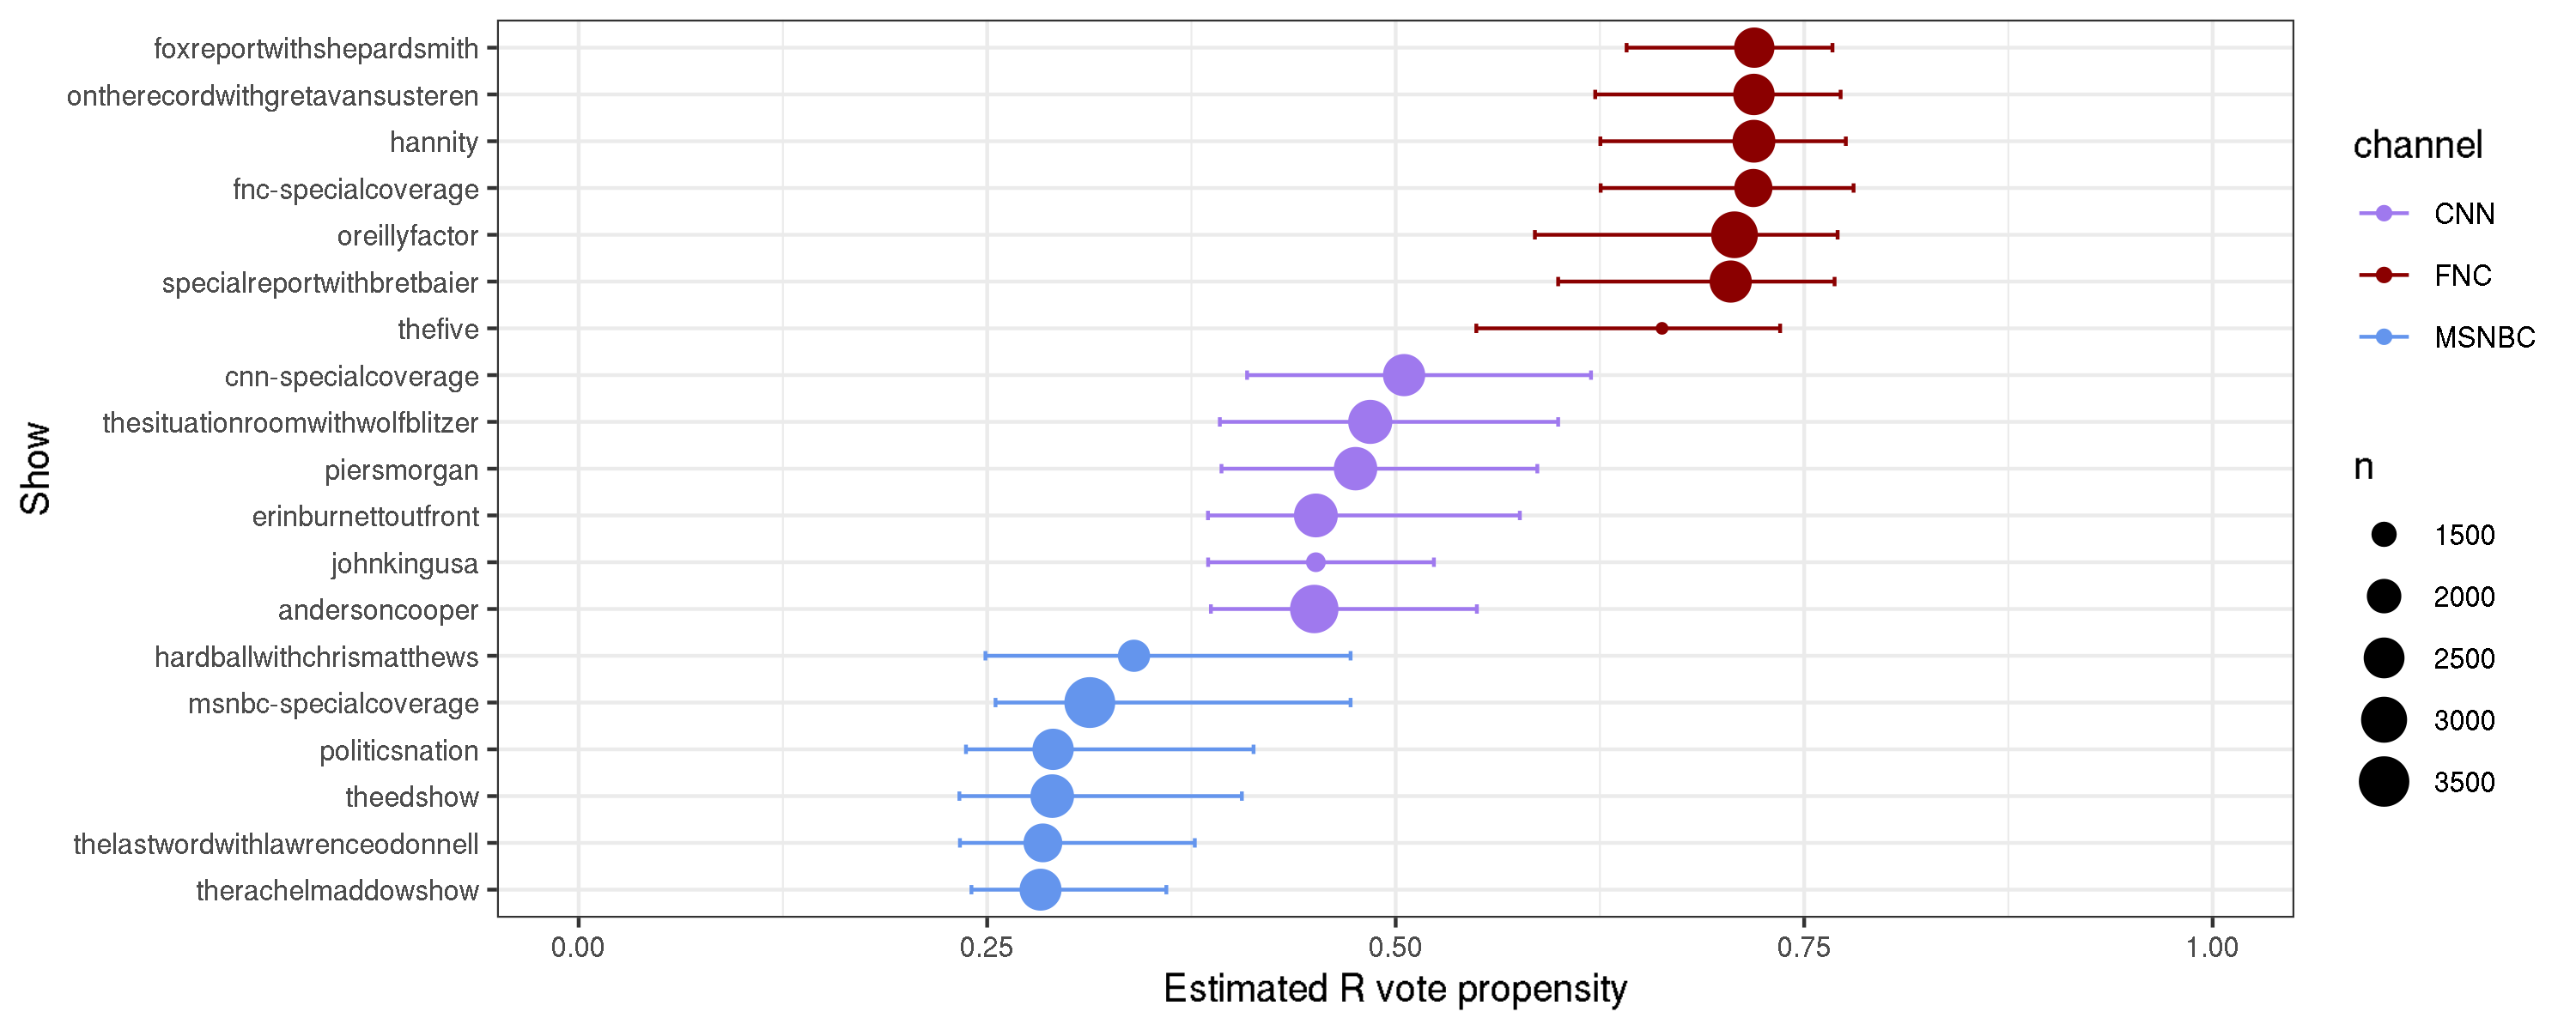 foxreportwithshepardsmith
ontherecordwithgretavansusteren
hannity
fnc-specialcoverage
oreillyfactor
specialreportwithbretbaier
thefive
cnn-specialcoverage
thesituationroomwithwolfblitzer
piersmorgan
erinburnettoutfront
johnkingusa
andersoncooper
hardballwithchrismatthews
msnbc-specialcoverage
politicsnation
theedshow
thelastwordwithlawrenceodonnell
therachelmaddowshow
Show
0.00 0.25 0.50 0.75 1.00
Estimated R vote propensity
channel
CNN
FNC
MSNBC
n
1500
2000
2500
3000
3500